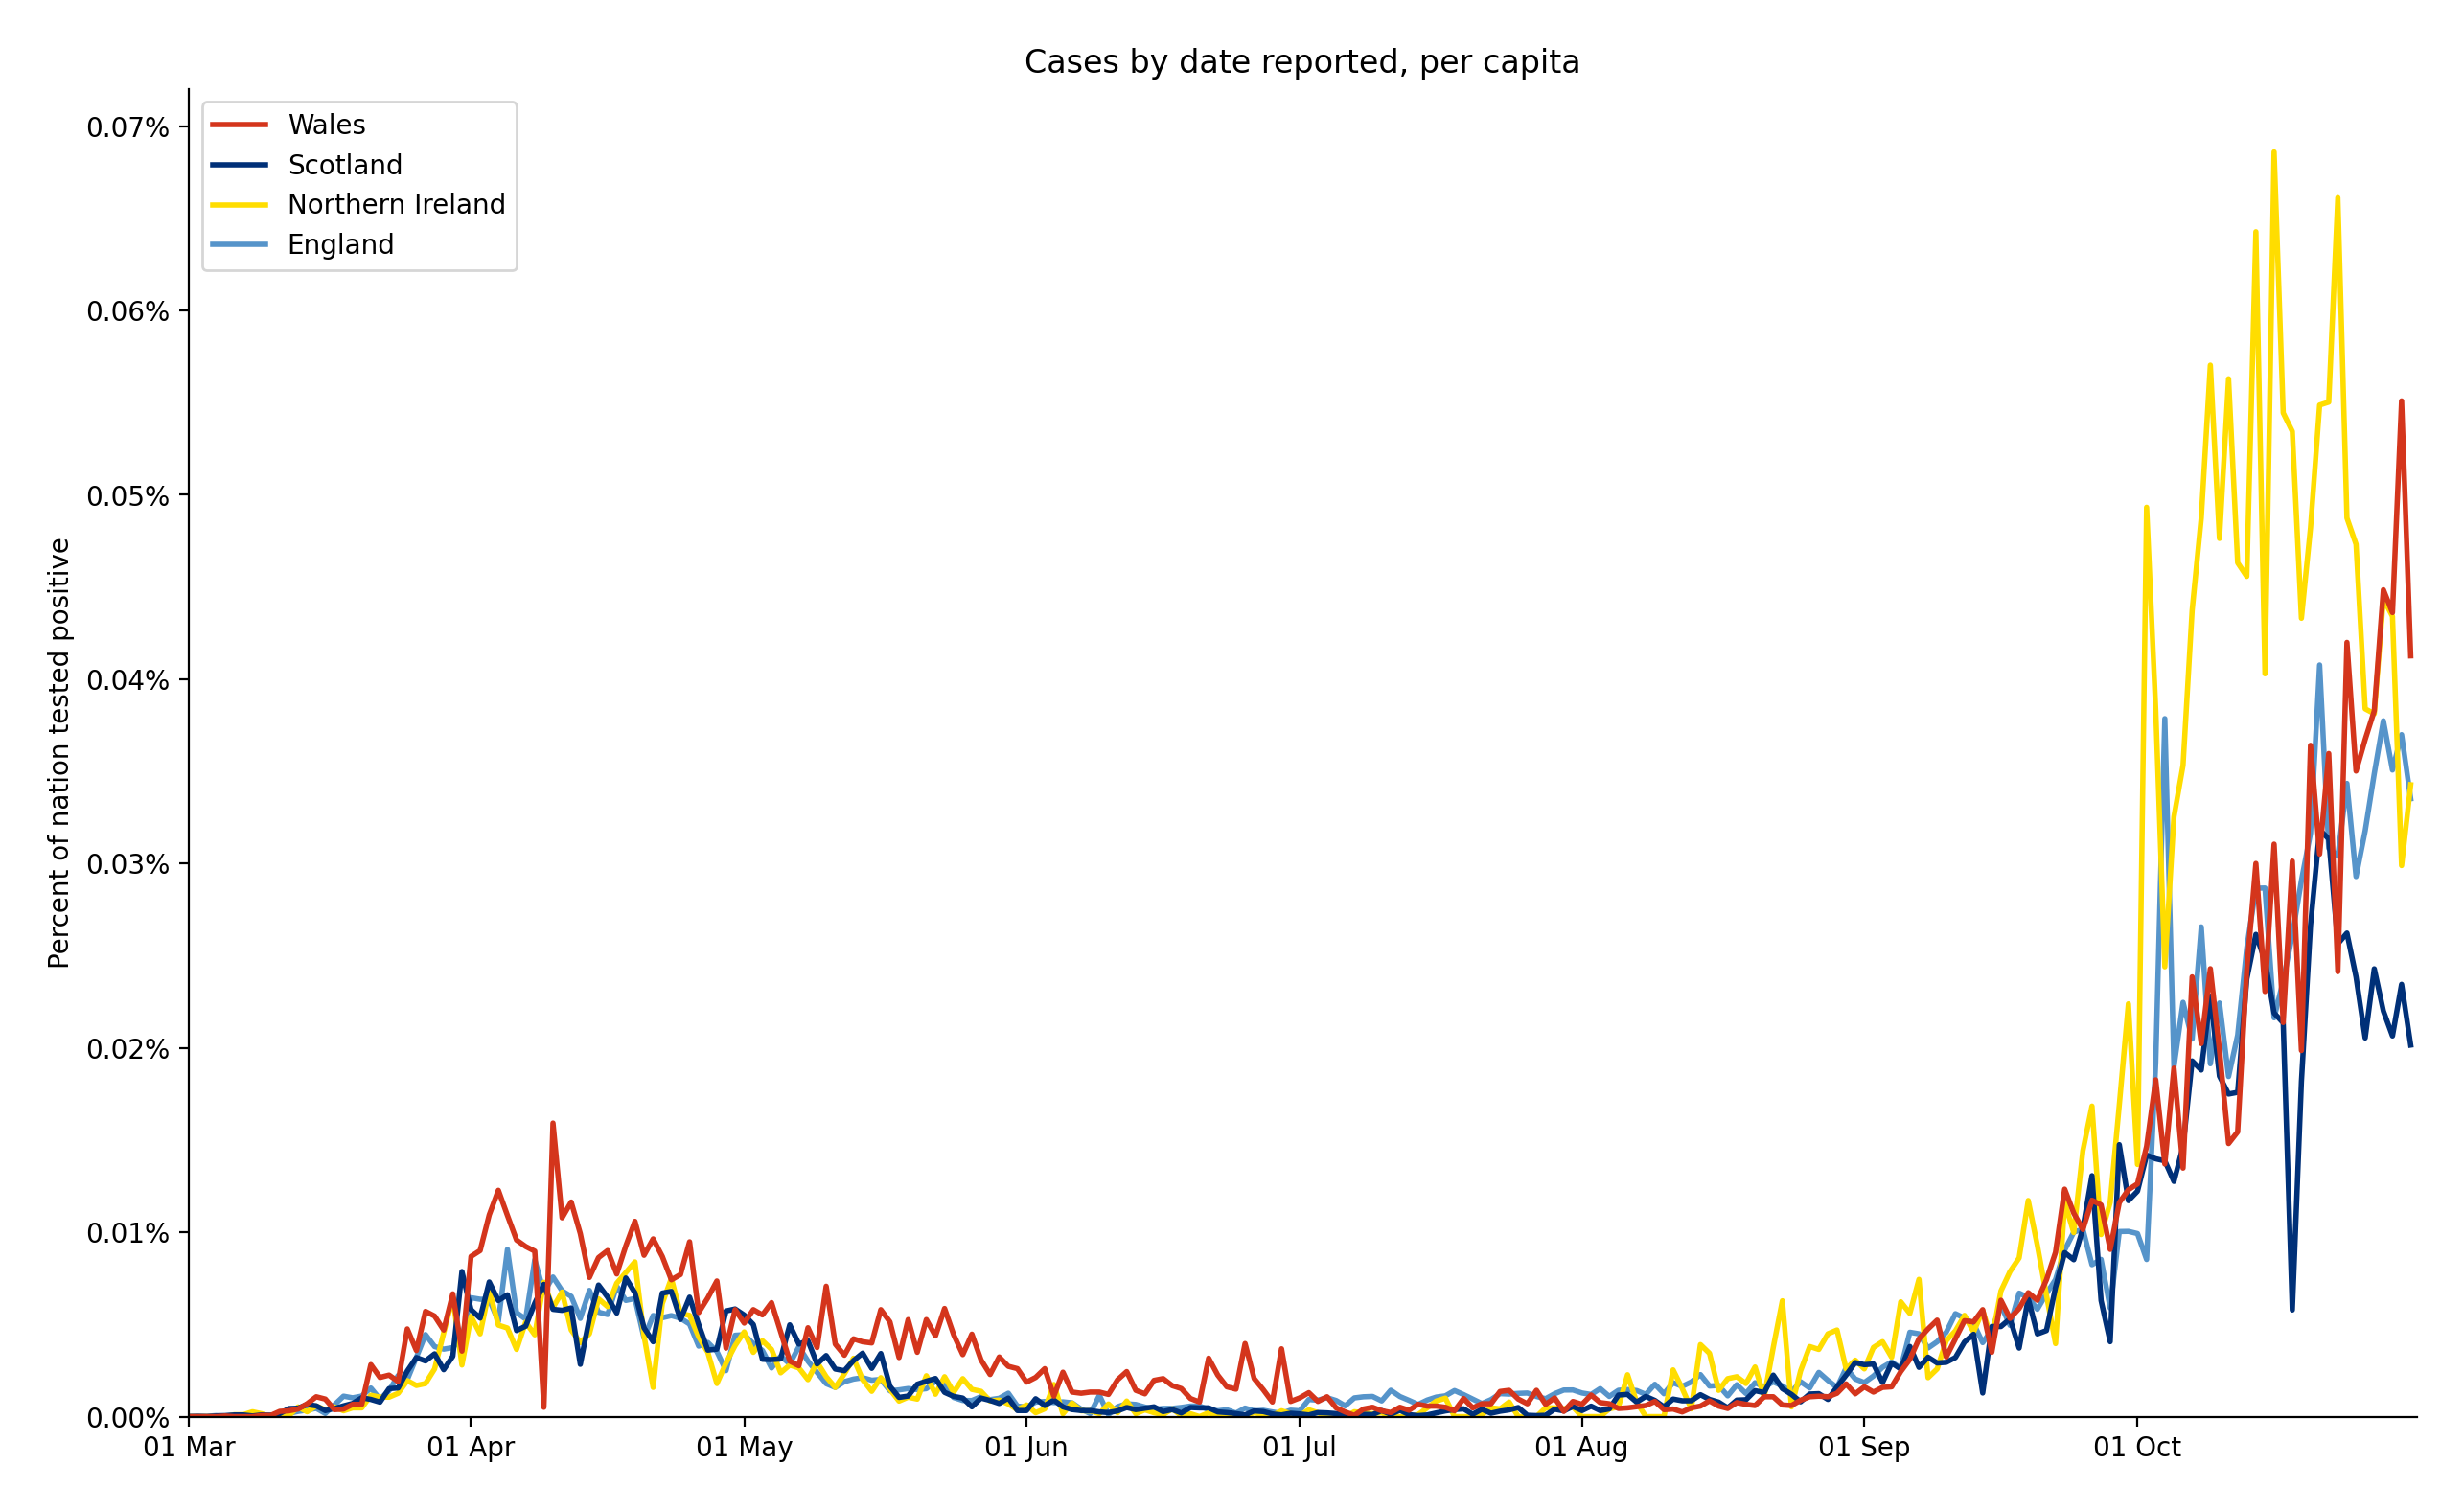 Cases by date reported, per capita
Wales
Scotland
Northern Ireland
England
Percent of nation tested positive
0.07%
0.06%
0.05%
0.04%
0.03%
0.02%
0.01%
0.00%
01 Mar
01 Apr
01 May
01 Jun
01 Jul
01 Aug
01 Sep
01 Oct